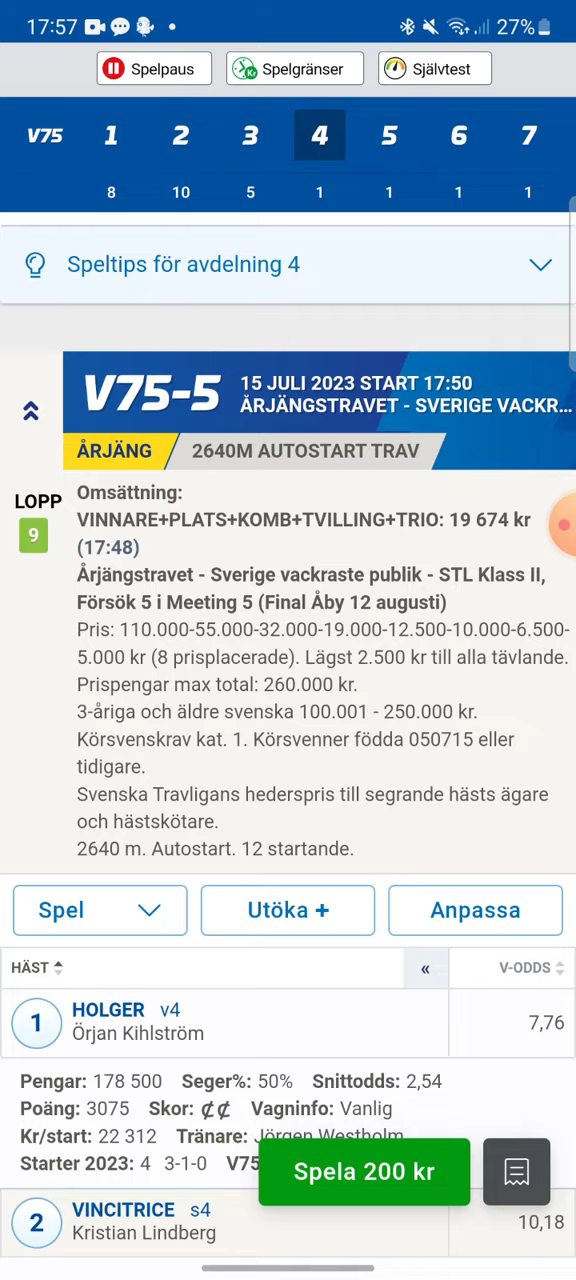 17:57 27%
Spelpaus Spelgränser Självtest
V75 1 2 3 4 5 6 7
8 10 5 1 1 1 1
Speltips för avdelning 4
V75-5 15 JULI 2023 START 17:50
ÅRJÄNGSTRAVET - SVERIGE VACKR...
ÅRJÄNG 2640M AUTOSTART TRAV
LOPP
9
Omsättning:
VINNARE+PLATS+KOMB+TVILLING+TRIO: 19 674 kr
(17:48)
Årjängstravet - Sverige vackraste publik - STL Klass II,
Försök 5 i Meeting 5 (Final Åby 12 augusti)
Pris: 110.000-55.000-32.000-19.000-12.500-10.000-6.500-
5.000 kr (8 prisplacerade). Lägst 2.500 kr till alla tävlande.
Prispengar max total: 260.000 kr.
3-åriga och äldre svenska 100.001 - 250.000 kr.
Körsvenskrav kat. 1. Körsvenner födda 050715 eller
tidigare.
Svenska Travligans hederspris till segrande hästs ägare
och hästskötare.
2640 m. Autostart. 12 startande.
Spel Utöka + Anpassa
HÄST « V-ODDS
1 HOLGER v4 7,76
Örjan Kihlström
Pengar: 178 500 Seger%: 50% Snittodds: 2,54
Poäng: 3075 Skor: ₡₡ Vagninfo: Vanlig
Kr/start: 22 312 Tränare: Jörgen Westholm
Starter 2023: 4 3-1-0 V75
Spela 200 kr
2 VINCITRICE s4 10,18
Kristian Lindberg